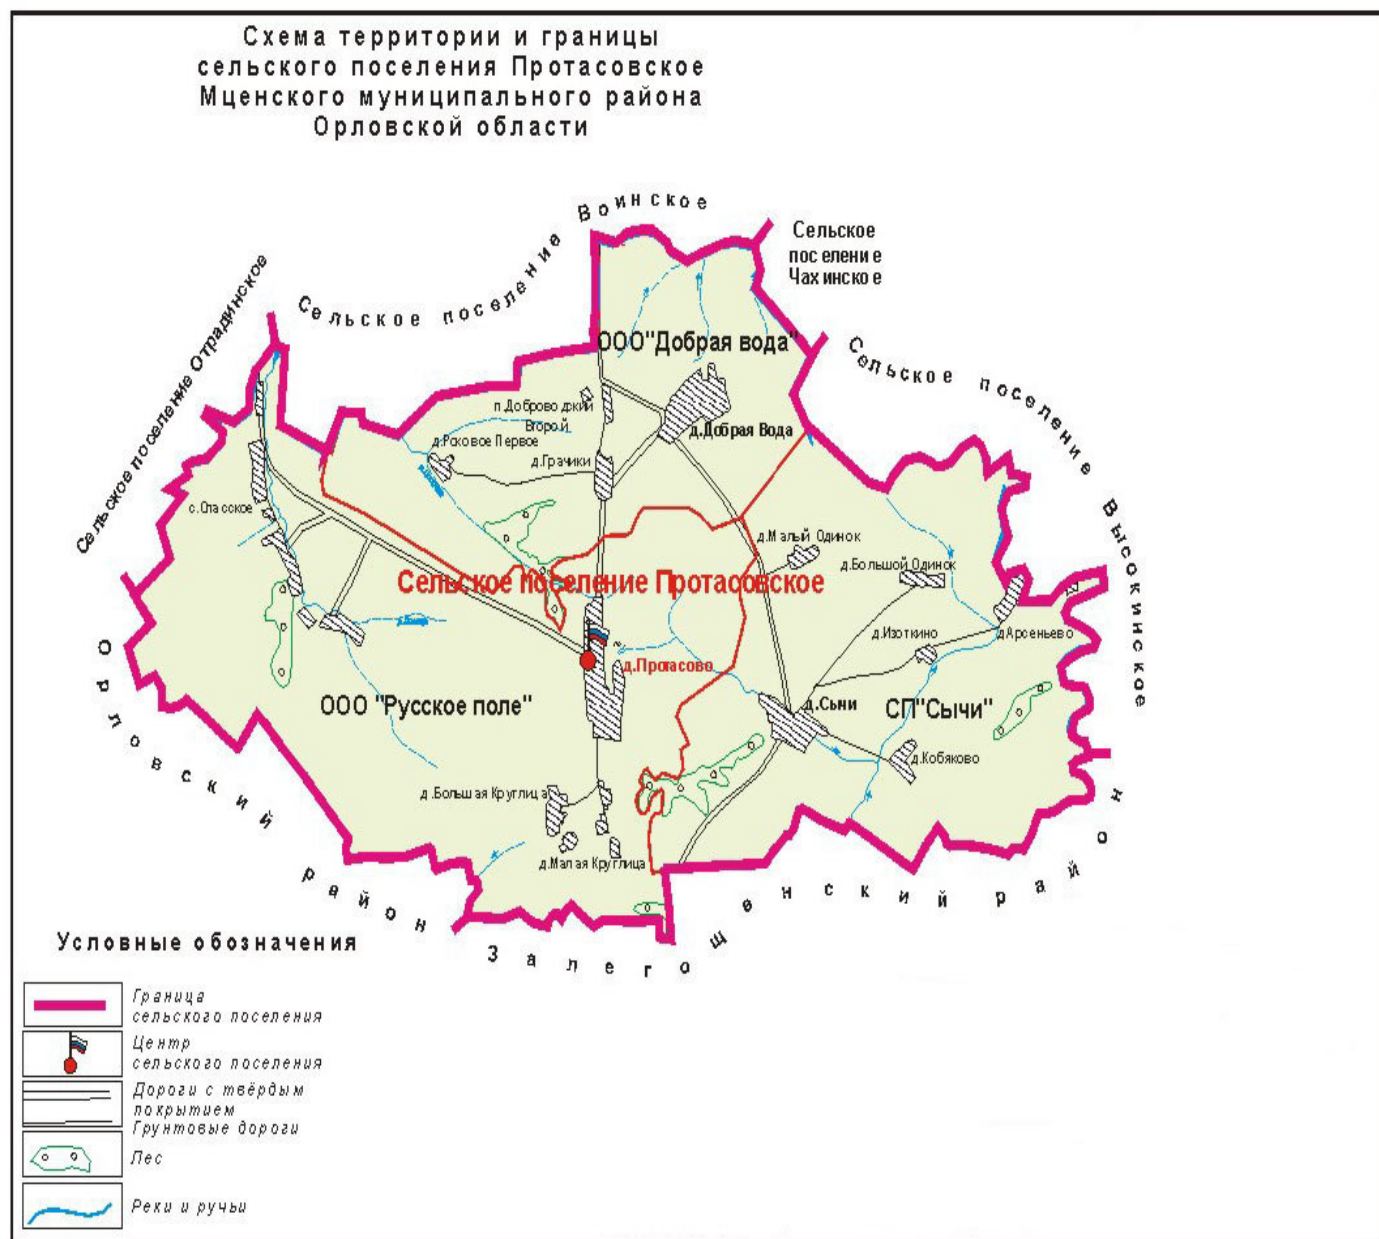 Схема территории и границы
сельского поселения Протасовское
Мценского муниципального района
Орловской области
Сельское поселение Воинское
Сельское
поселение
Чахинское
Сельское поселение Отрадинское
Сельское поселение Высокинское
ООО"Добрая вода"
п.Доброводский
Второй
д.Роковое Первое
д.Добрая Вода
д.Грачики
с.Спасское
д.Малый Одинок
д.Большой Одинок
Сельское поселение Протасовское
д.Изоткино
д.Арсеньево
д.Протасово
ООО "Русское поле"
д.Сычи
СП"Сычи"
д.Кобяково
д.Большая Круглица
д.Малая Круглица
Орловский район
Залегощенский район
Условные обозначения
Граница
сельского поселения
Центр
сельского поселения
Дороги с твёрдым
покрытием
Грунтовые дороги
Лес
Реки и ручьи